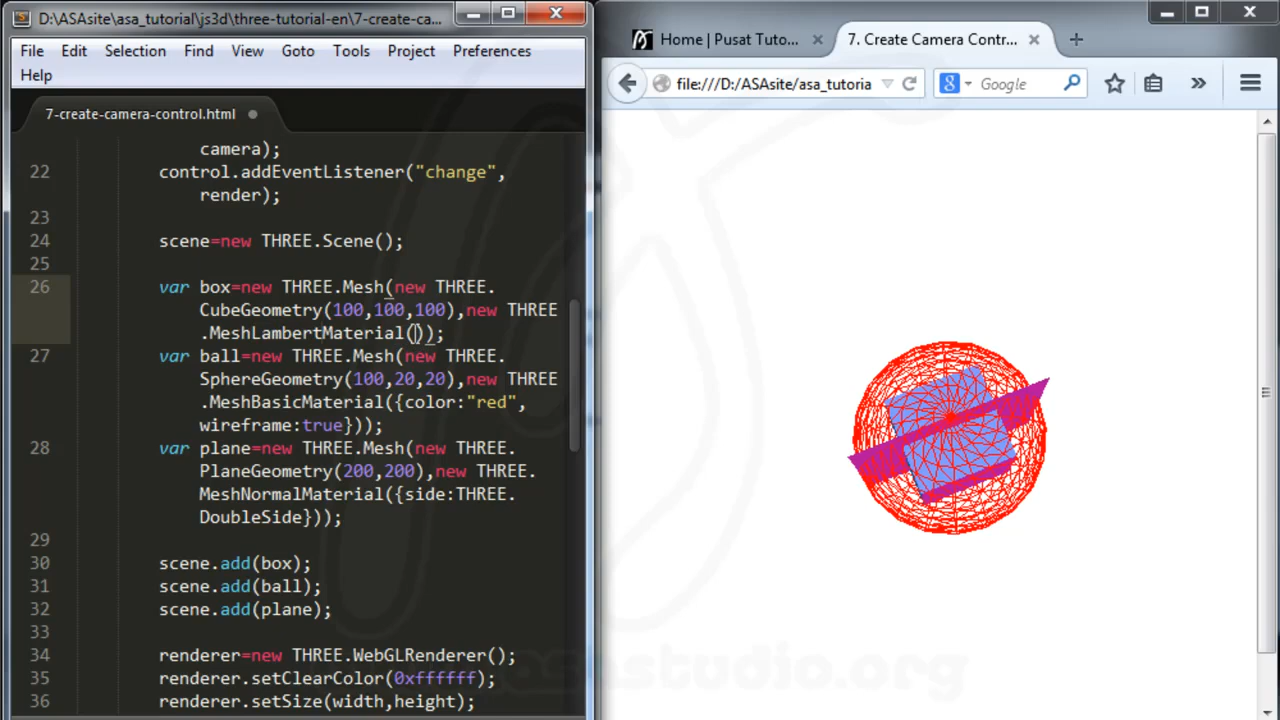 D:\ASAsite\asa_tutorial\js3d\three-tutorial-en\7-create-ca...
File Edit Selection Find View Goto Tools Project Preferences
Help
7-create-camera-control.html
camera);
22 control.addEventListener("change",
render);
23
24 scene=new THREE.Scene();
25
26 var box=new THREE.Mesh(new THREE.
CubeGeometry(100,100,100),new THREE
.MeshLambertMaterial());
27 var ball=new THREE.Mesh(new THREE.
SphereGeometry(100,20,20),new THREE
.MeshBasicMaterial({color:"red",
wireframe:true}));
28 var plane=new THREE.Mesh(new THREE.
PlaneGeometry(200,200),new THREE.
MeshNormalMaterial({side:THREE.
DoubleSide}));
29
30 scene.add(box);
31 scene.add(ball);
32 scene.add(plane);
33
34 renderer=new THREE.WebGLRenderer();
35 renderer.setClearColor(0xffffff);
36 renderer.setSize(width,height);
Home | Pusat Tuto...
7. Create Camera Contr...
file:///D:/ASAsite/asa_tutoria
Google